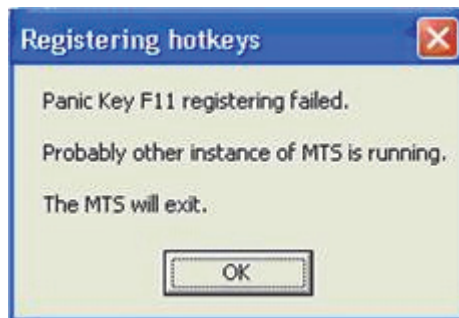 Registering hotkeys
Panic Key F11 registering failed.
Probably other instance of MTS is running.
The MTS will exit.
OK